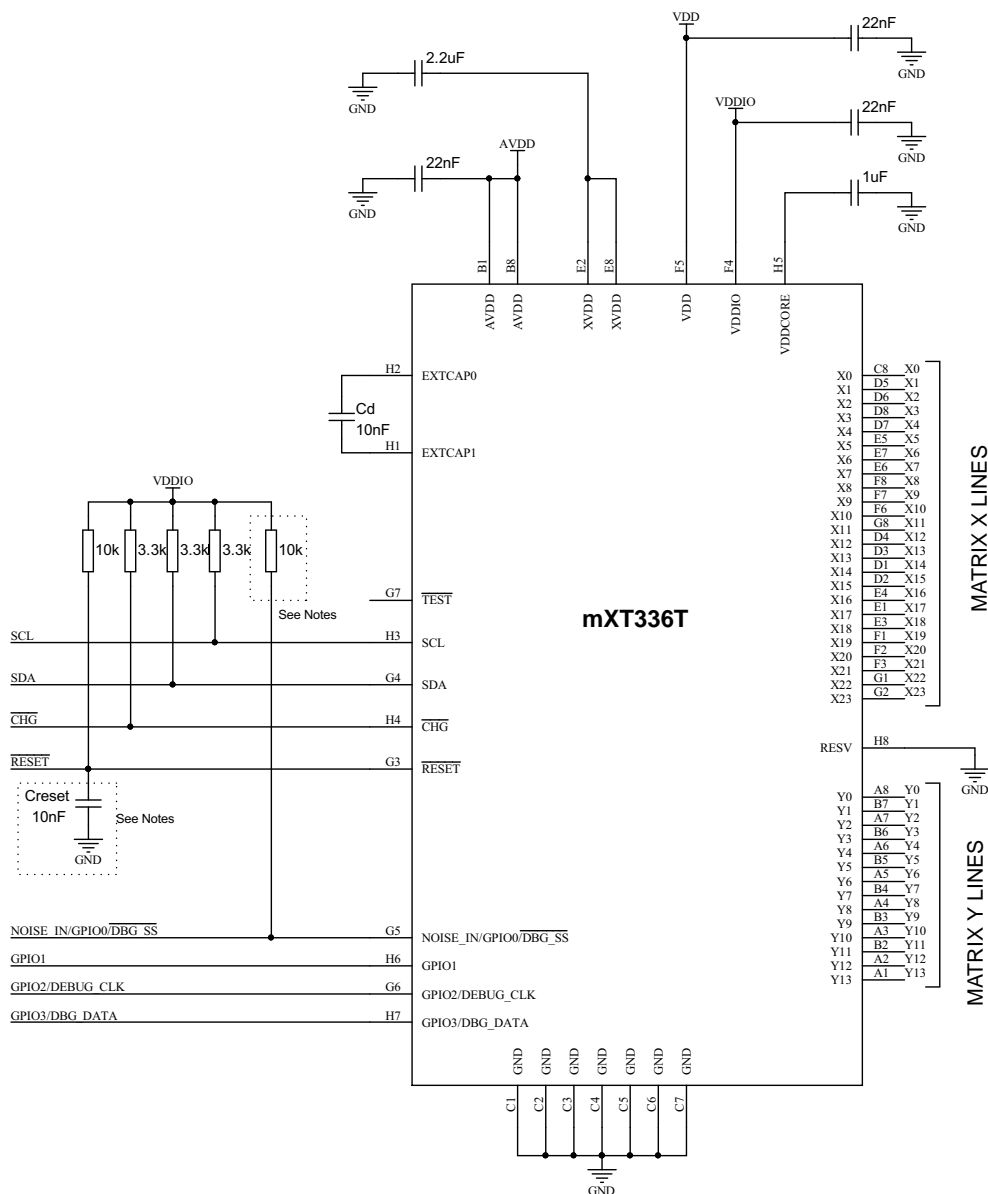 VDD
22nF
GND
2.2uF
GND
VDDIO
22nF
GND
AVDD
22nF
GND
1uF
GND
B1
B8
E2
E8
F5
F4
H5
AVDD
AVDD
XVDD
XVDD
VDD
VDDIO
VDDCORE
H2 EXTCAP0
Cd
10nF
H1 EXTCAP1
VDDIO
10k 3.3k 3.3k 3.3k 10k
See Notes
G7 TEST
mXT336T
SCL H3 SCL
SDA G4 SDA
CHG H4 CHG
RESET G3 RESET
Creset
10nF
See Notes
GND
NOISE_IN/GPIO0/DBG_SS G5 NOISE_IN/GPIO0/DBG_SS
GPIO1 H6 GPIO1
GPIO2/DEBUG_CLK G6 GPIO2/DEBUG_CLK
GPIO3/DBG_DATA H7 GPIO3/DBG_DATA
X0 C8 X0
X1 D5 X1
X2 D6 X2
X3 D8 X3
X4 D7 X4
X5 E5 X5
X6 E7 X6
X7 E6 X7
X8 F8 X8
X9 F7 X9
X10 F6 X10
X11 G8 X11
X12 D4 X12
X13 D3 X13
X14 D1 X14
X15 D2 X15
X16 E4 X16
X17 E1 X17
X18 E3 X18
X19 F1 X19
X20 F2 X20
X21 F3 X21
X22 G1 X22
X23 G2 X23
MATRIX X LINES
RESV H8
GND
Y0 A8 Y0
Y1 B7 Y1
Y2 A7 Y2
Y3 B6 Y3
Y4 A6 Y4
Y5 B5 Y5
Y6 A5 Y6
Y7 B4 Y7
Y8 A4 Y8
Y9 B3 Y9
Y10 A3 Y10
Y11 B2 Y11
Y12 A2 Y12
Y13 A1 Y13
MATRIX Y LINES
GND
GND
GND
GND
GND
GND
GND
C1
C2
C3
C4
C5
C6
C7
GND